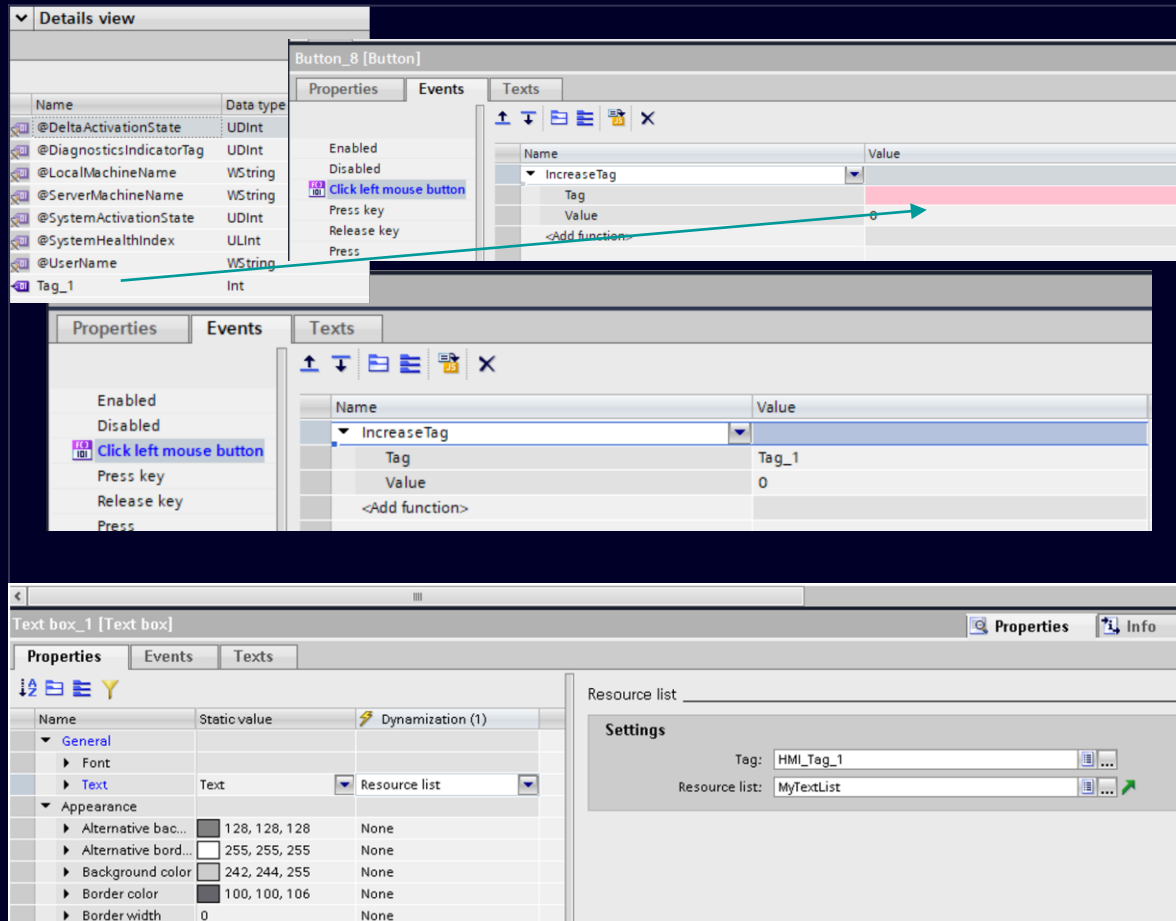 Details view
Name Data type
@DeltaActivationState UDInt
@DiagnosticsIndicatorTag UDInt
@LocalMachineName WString
@ServerMachineName WString
@SystemActivationState UDInt
@SystemHealthIndex ULInt
@UserName WString
Tag_1 Int
Button_8 [Button]
Properties Events Texts
Enabled
Disabled
Click left mouse button
Press key
Release key
Press
Name Value
IncreaseTag
Tag
Value 0
<Add function>
Properties Events Texts
Enabled
Disabled
Click left mouse button
Press key
Release key
Press
Name Value
IncreaseTag
Tag Tag_1
Value 0
<Add function>
Text box_1 [Text box]
Properties Info
Properties Events Texts
Name Static value Dynamization (1)
General
Font
Text Text Resource list
Appearance
Alternative bac... 128, 128, 128 None
Alternative bord... 255, 255, 255 None
Background color 242, 244, 255 None
Border color 100, 100, 106 None
Border width 0 None
Resource list
Settings
Tag: HMI_Tag_1 ...
Resource list: MyTextList ...